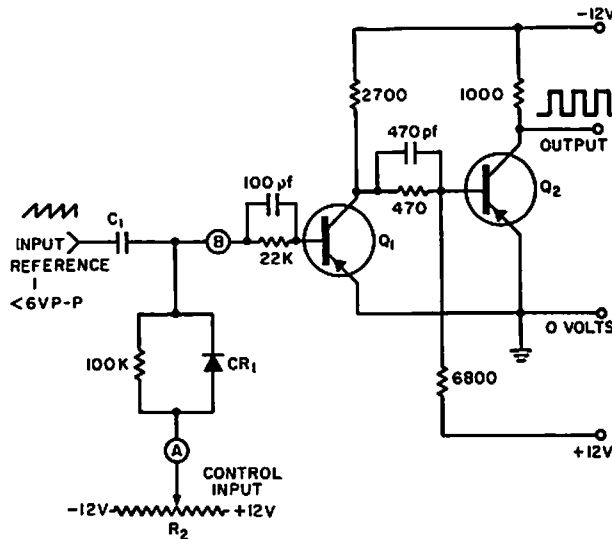 -12V
2700
1000
470pf
OUTPUT
100pf
Q2
470
C1
B
INPUT
22K
Q1
REFERENCE
<6VP-P
0 VOLTS
100K
CR1
6800
A
CONTROL
INPUT
+12V
-12V
+12V
R2